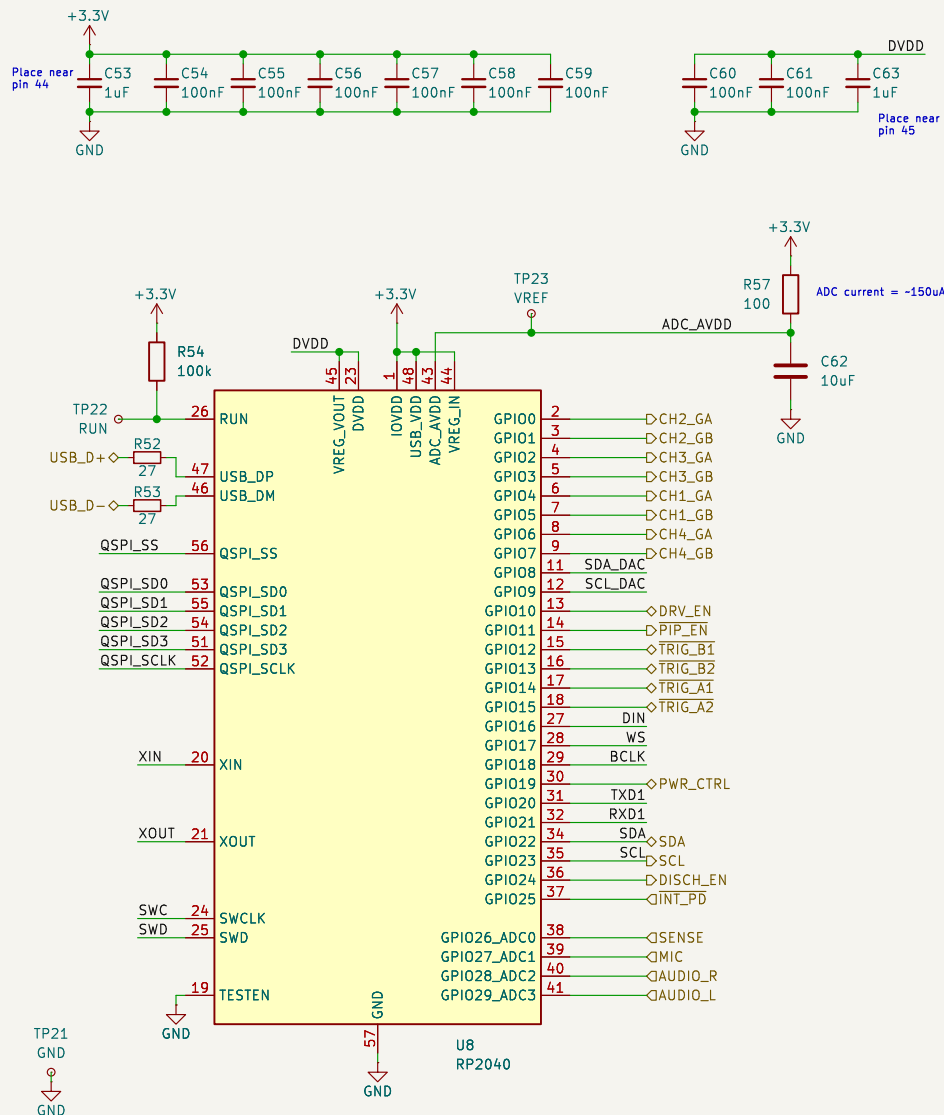 +3.3V
DVDD
Place near
pin 44
C53
1uF
C54
100nF
C55
100nF
C56
100nF
C57
100nF
C58
100nF
C59
100nF
C60
100nF
C61
100nF
C63
1uF
Place near
pin 45
GND
GND
+3.3V
R57
100
ADC current = ~150uA
TP23
VREF
ADC_AVDD
C62
10uF
GND
+3.3V
+3.3V
R54
100k
DVDD
45
23
1
48
43
44
VREG_VOUT
DVDD
IOVDD
USB_VDD
ADC_AVDD
VREG_IN
TP22
RUN
26
RUN
USB_D+
R52
27
47
USB_DP
USB_D-
R53
27
46
USB_DM
QSPI_SS
56
QSPI_SS
QSPI_SD0
53
QSPI_SD0
QSPI_SD1
55
QSPI_SD1
QSPI_SD2
54
QSPI_SD2
QSPI_SD3
51
QSPI_SD3
QSPI_SCLK
52
QSPI_SCLK
XIN
20
XIN
XOUT
21
XOUT
SWC
24
SWCLK
SWD
25
SWD
19
TESTEN
GND
GPIO0
2
CH2_GA
GPIO1
3
CH2_GB
GPIO2
4
CH3_GA
GPIO3
5
CH3_GB
GPIO4
6
CH1_GA
GPIO5
7
CH1_GB
GPIO6
8
CH4_GA
GPIO7
9
CH4_GB
GPIO8
11
SDA_DAC
GPIO9
12
SCL_DAC
GPIO10
13
DRV_EN
GPIO11
14
PIP_EN
GPIO12
15
TRIG_B1
GPIO13
16
TRIG_B2
GPIO14
17
TRIG_A1
GPIO15
18
TRIG_A2
GPIO16
27
DIN
GPIO17
28
WS
GPIO18
29
BCLK
GPIO19
30
PWR_CTRL
GPIO20
31
TXD1
GPIO21
32
RXD1
GPIO22
34
SDA
SDA
GPIO23
35
SCL
SCL
GPIO24
36
DISCH_EN
GPIO25
37
INT_PD
GPIO26_ADC0
38
SENSE
GPIO27_ADC1
39
MIC
GPIO28_ADC2
40
AUDIO_R
GPIO29_ADC3
41
AUDIO_L
GND
57
GND
U8
RP2040
TP21
GND
GND